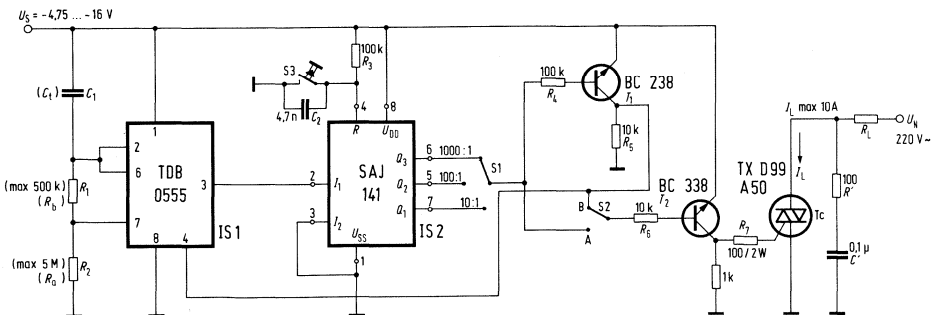 U_S = -4,75 ... -16 V
(C_t) C_1
(max 500 k) R_1
(R_b)
(max 5 M) R_2
(R_a)
1
2
6
7
8
4
3
TDB
0555
IS 1
S3
4,7 n C_2
100 k
R_3
4
8
R
U_DD
SAJ
141
2 I_1
3 I_2
U_SS
1
IS 2
Q_3 6 1000 : 1
Q_2 5 100:1
Q_1 7 10:1
S1
100 k
R_4
BC 238
T_1
10 k
R_5
B S2
A
10 k
R_6
BC 338
T_2
1 k
R_7
100 / 2 W
TX D99
A 50
Tc
I_L max 10 A
I_L
R_L
U_N
220 V ~
100
R'
0,1 µ
C'